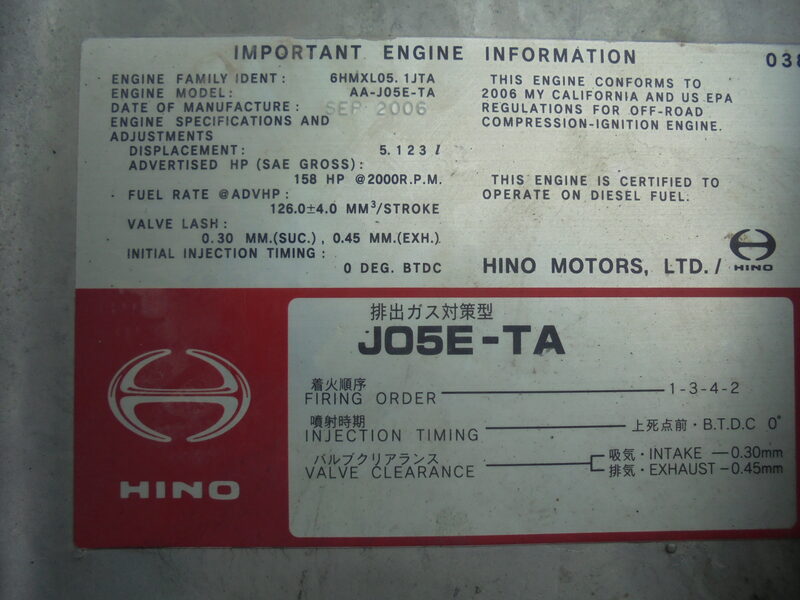 IMPORTANT ENGINE INFORMATION
038
ENGINE FAMILY IDENT: 6HMXL05.1JTA
ENGINE MODEL: AA-J05E-TA
DATE OF MANUFACTURE: SEP 2006
ENGINE SPECIFICATIONS AND
ADJUSTMENTS
DISPLACEMENT: 5.123 l
ADVERTISED HP (SAE GROSS):
158 HP @2000R.P.M.
FUEL RATE @ADVHP:
126.0±4.0 MM³/STROKE
VALVE LASH:
0.30 MM.(SUC.), 0.45 MM.(EXH.)
INITIAL INJECTION TIMING:
0 DEG. BTDC
THIS ENGINE CONFORMS TO
2006 MY CALIFORNIA AND US EPA
REGULATIONS FOR OFF-ROAD
COMPRESSION-IGNITION ENGINE.
THIS ENGINE IS CERTIFIED TO
OPERATE ON DIESEL FUEL.
HINO MOTORS, LTD./ HINO
排出ガス対策型
J05E-TA
着火順序
FIRING ORDER 1-3-4-2
噴射時期
INJECTION TIMING 上死点前・B.T.D.C 0°
バルブクリアランス
VALVE CLEARANCE
吸気・INTAKE—0.30mm
排気・EXHAUST—0.45mm
HINO